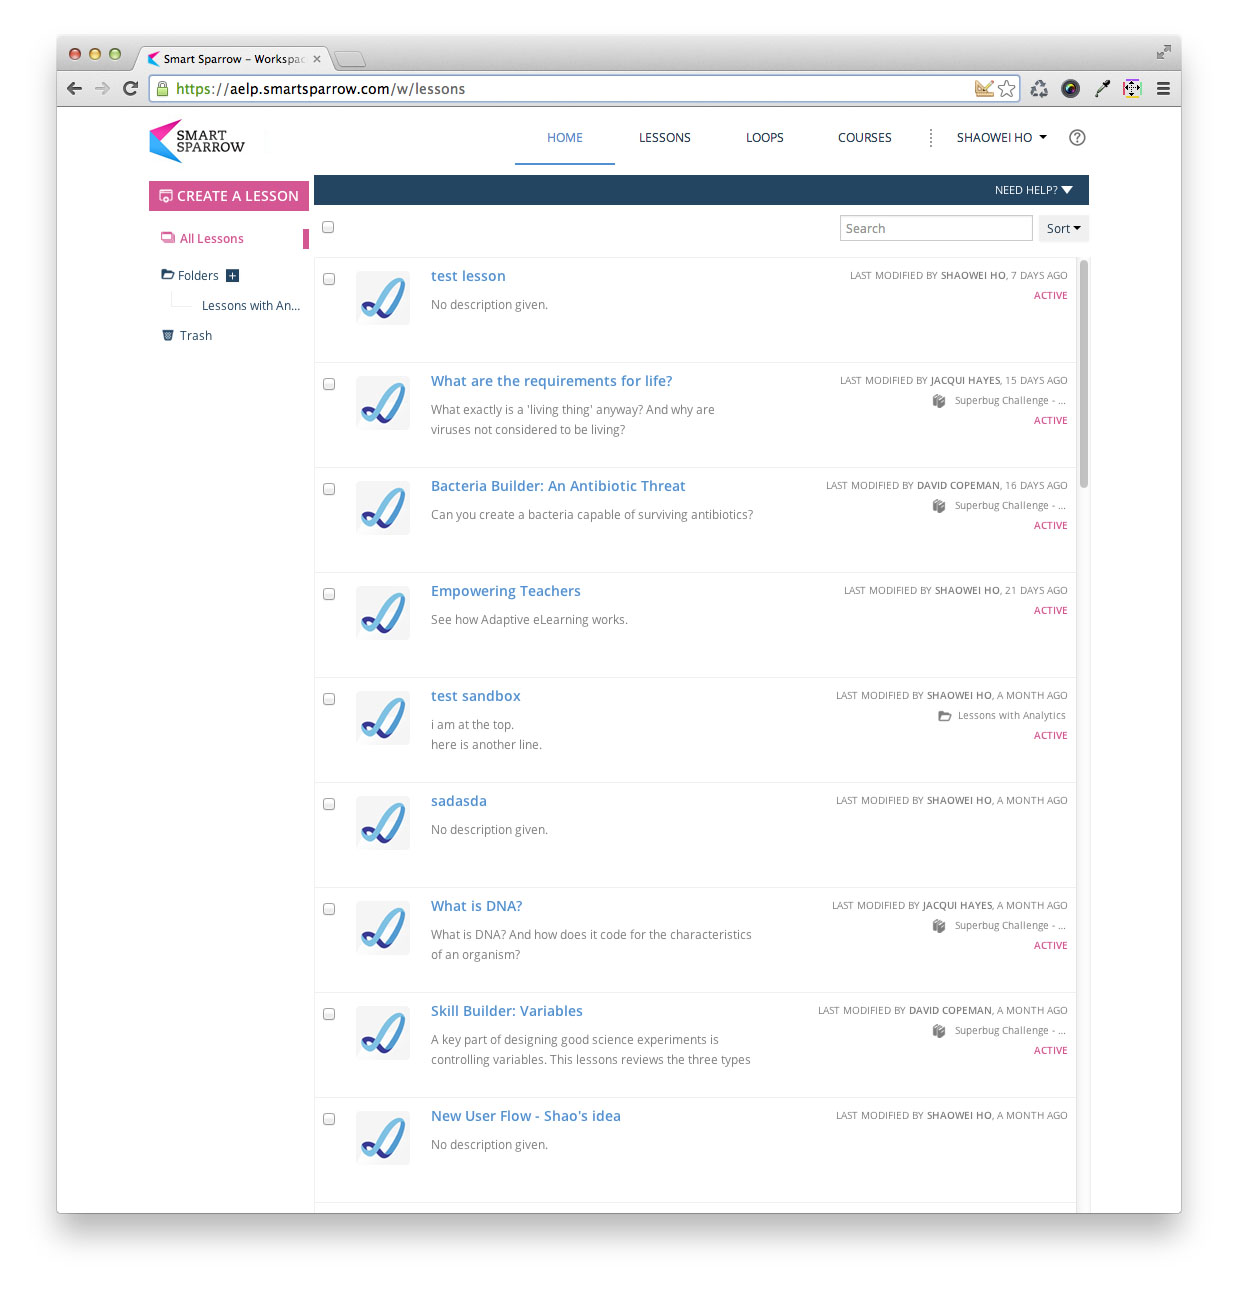 Smart Sparrow – Workspac
https://aelp.smartsparrow.com/w/lessons
SMART
SPARROW
HOME
LESSONS
LOOPS
COURSES
SHAOWEI HO
?
CREATE A LESSON
NEED HELP?
Search
Sort
All Lessons
Folders
Lessons with An...
Trash
test lesson
LAST MODIFIED BY SHAOWEI HO, 7 DAYS AGO
No description given.
ACTIVE
What are the requirements for life?
LAST MODIFIED BY JACQUI HAYES, 15 DAYS AGO
What exactly is a 'living thing' anyway? And why are
viruses not considered to be living?
Superbug Challenge - ...
ACTIVE
Bacteria Builder: An Antibiotic Threat
LAST MODIFIED BY DAVID COPEMAN, 16 DAYS AGO
Can you create a bacteria capable of surviving antibiotics?
Superbug Challenge - ...
ACTIVE
Empowering Teachers
LAST MODIFIED BY SHAOWEI HO, 21 DAYS AGO
See how Adaptive eLearning works.
ACTIVE
test sandbox
LAST MODIFIED BY SHAOWEI HO, A MONTH AGO
i am at the top.
here is another line.
Lessons with Analytics
ACTIVE
sadasda
LAST MODIFIED BY SHAOWEI HO, A MONTH AGO
No description given.
What is DNA?
LAST MODIFIED BY JACQUI HAYES, A MONTH AGO
What is DNA? And how does it code for the characteristics
of an organism?
Superbug Challenge - ...
ACTIVE
Skill Builder: Variables
LAST MODIFIED BY DAVID COPEMAN, A MONTH AGO
A key part of designing good science experiments is
controlling variables. This lessons reviews the three types
Superbug Challenge - ...
ACTIVE
New User Flow - Shao's idea
LAST MODIFIED BY SHAOWEI HO, A MONTH AGO
No description given.